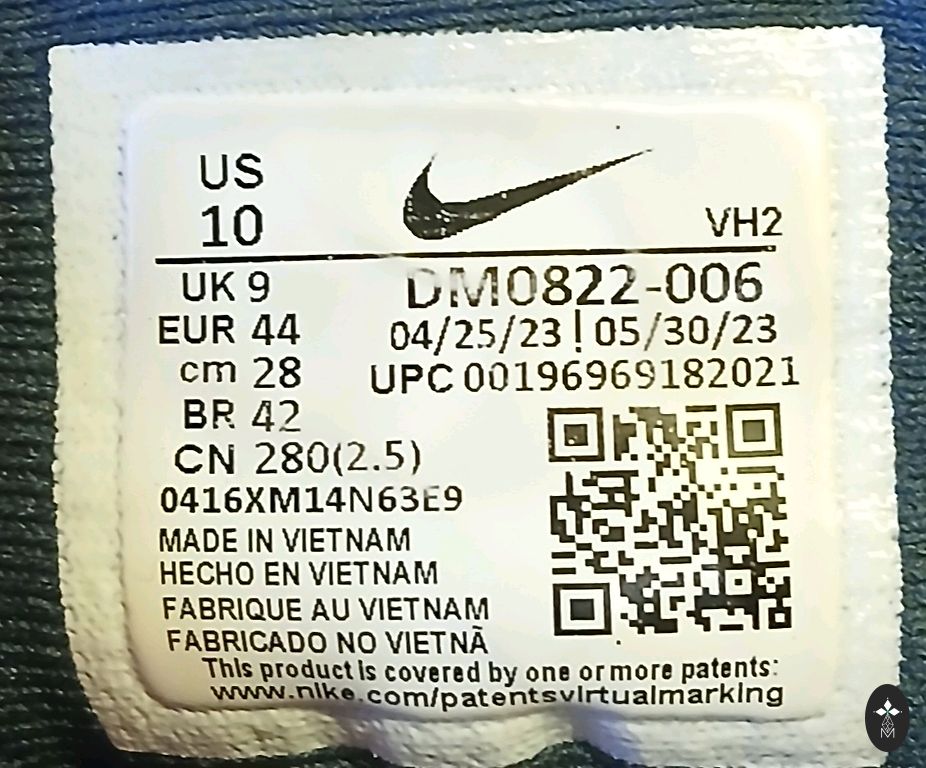 US
10
VH2
UK 9
DM0822-006
EUR 44
04/25/23 | 05/30/23
cm 28
UPC 00196969182021
BR 42
CN 280(2.5)
0416XM14N63E9
MADE IN VIETNAM
HECHO EN VIETNAM
FABRIQUE AU VIETNAM
FABRICADO NO VIETNÃ
This product is covered by one or more patents:
www.nike.com/patentsvirtualmarking
M